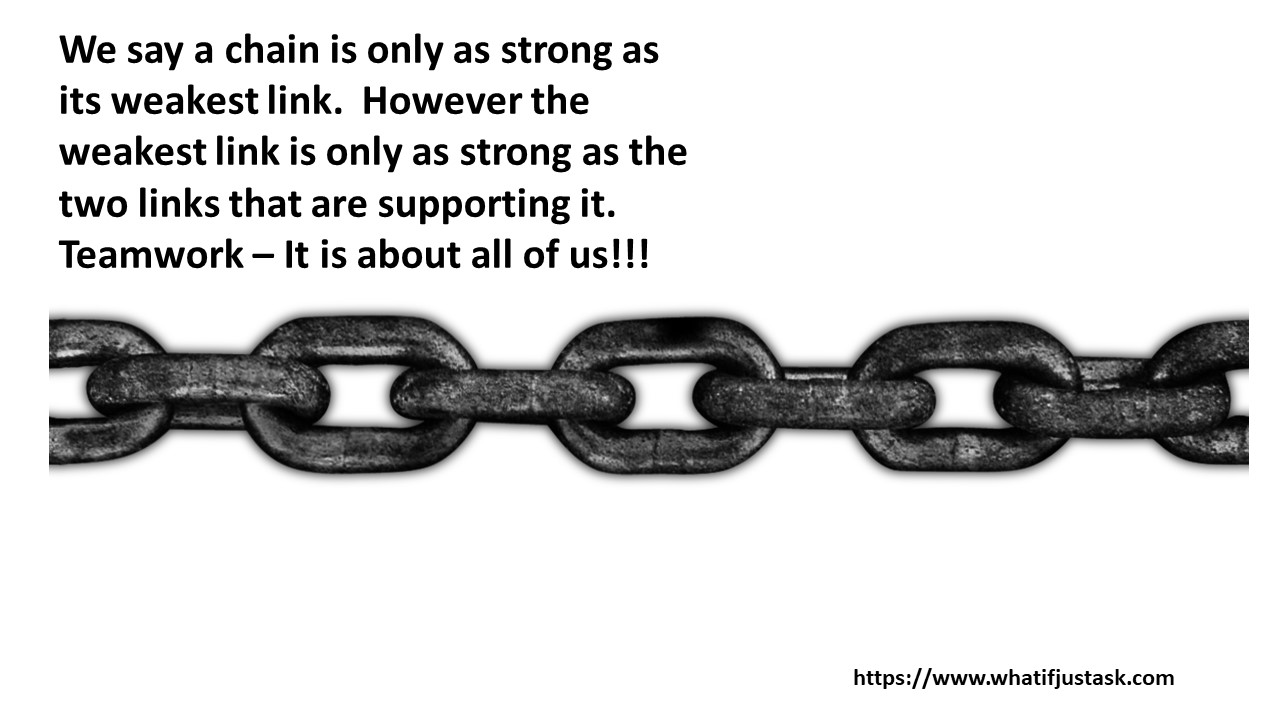 We say a chain is only as strong as
its weakest link.  However the
weakest link is only as strong as the
two links that are supporting it.
Teamwork – It is about all of us!!!
https://www.whatifjustask.com